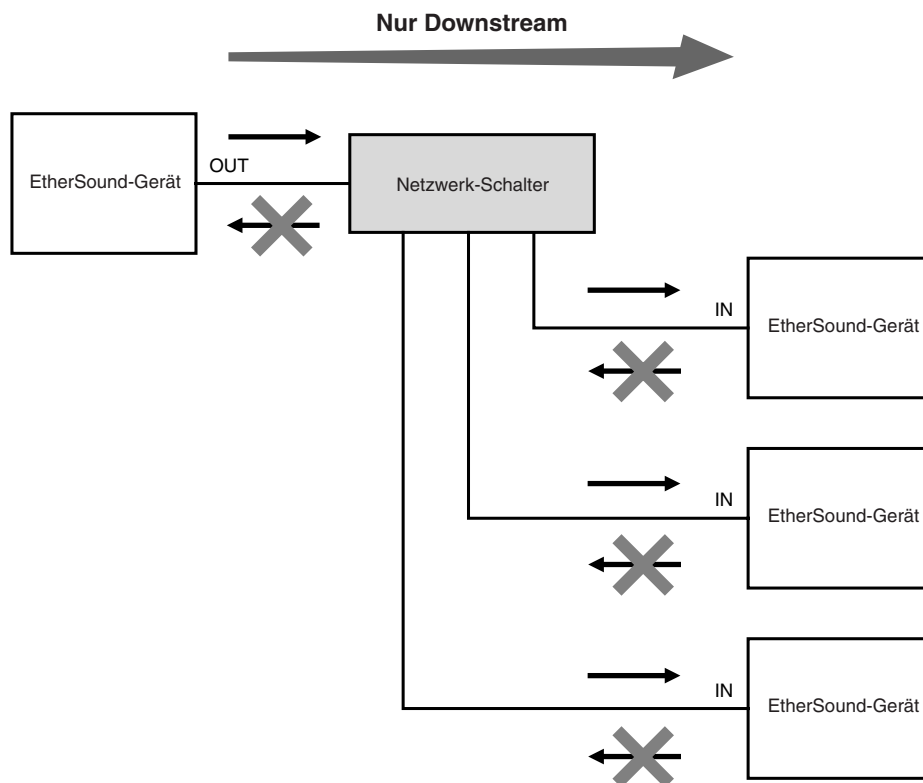 Nur Downstream
EtherSound-Gerät
OUT
Netzwerk-Schalter
IN
EtherSound-Gerät
IN
EtherSound-Gerät
IN
EtherSound-Gerät